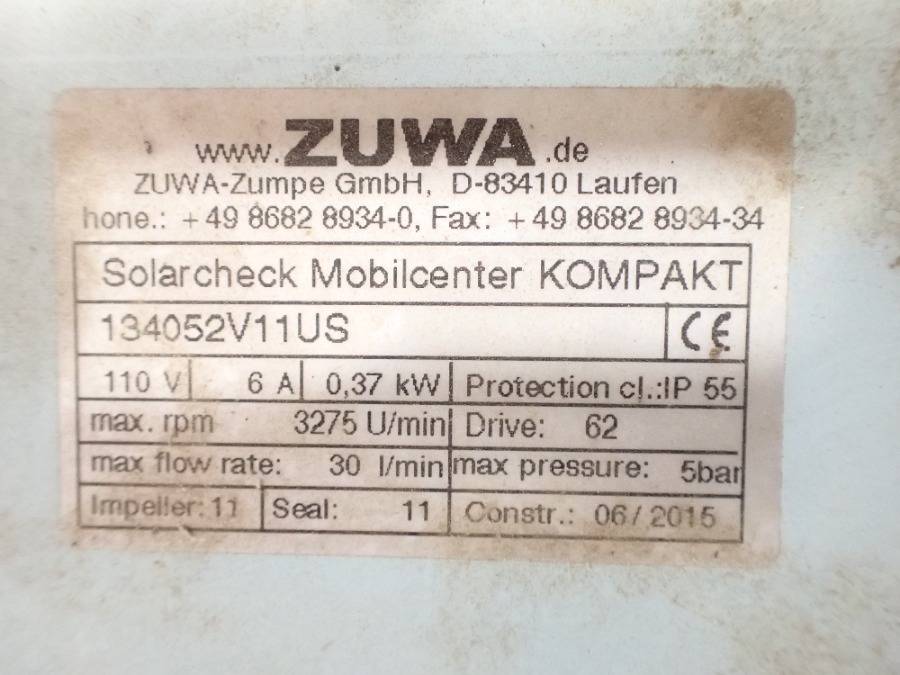 www.ZUWA.de
ZUWA-Zumpe GmbH, D-83410 Laufen
hone.: +49 8682 8934-0, Fax: +49 8682 8934-34
Solarcheck Mobilcenter KOMPAKT
134052V11US CE
110 V 6 A 0,37 kW Protection cl.:IP 55
max. rpm 3275 U/min Drive: 62
max flow rate: 30 l/min max pressure: 5bar
Impeller: 11 Seal: 11 Constr.: 06/2015